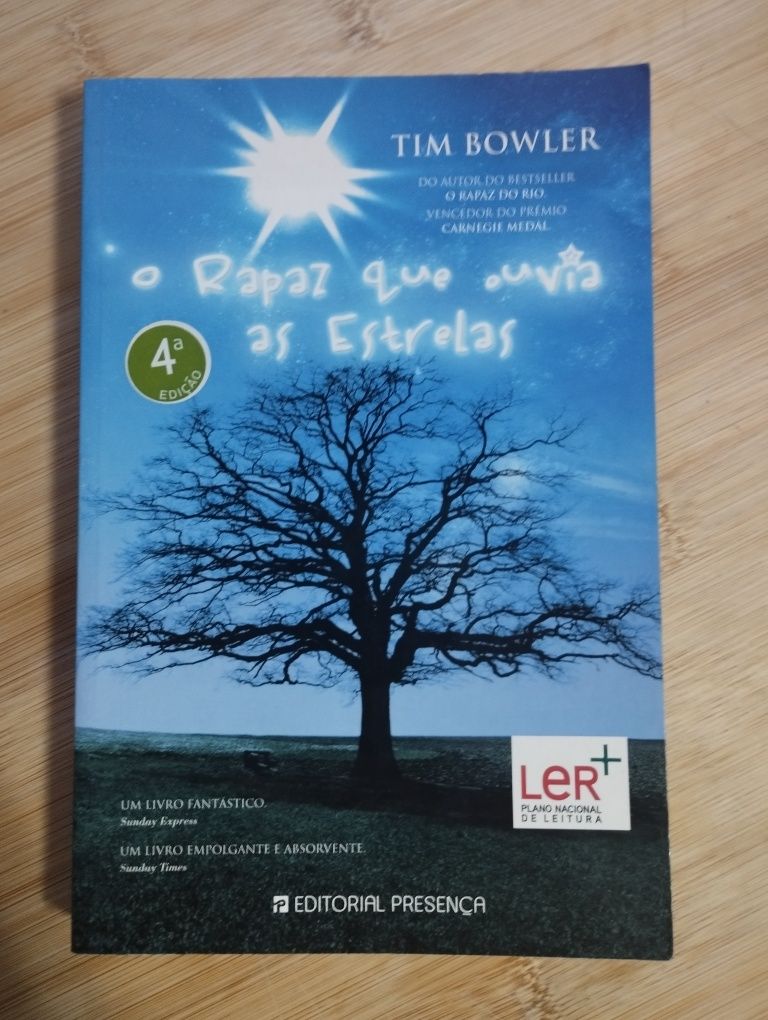 TIM BOWLER
DO AUTOR DO BESTSELLER
O RAPAZ DO RIO.
VENCEDOR DO PRÉMIO
CARNEGIE MEDAL
O Rapaz que ouvia
as Estrelas
4ª
EDIÇÃO
LeR+
PLANO NACIONAL
DE LEITURA
UM LIVRO FANTÁSTICO.
Sunday Express
UM LIVRO EMPOLGANTE E ABSORVENTE.
Sunday Times
EDITORIAL PRESENÇA